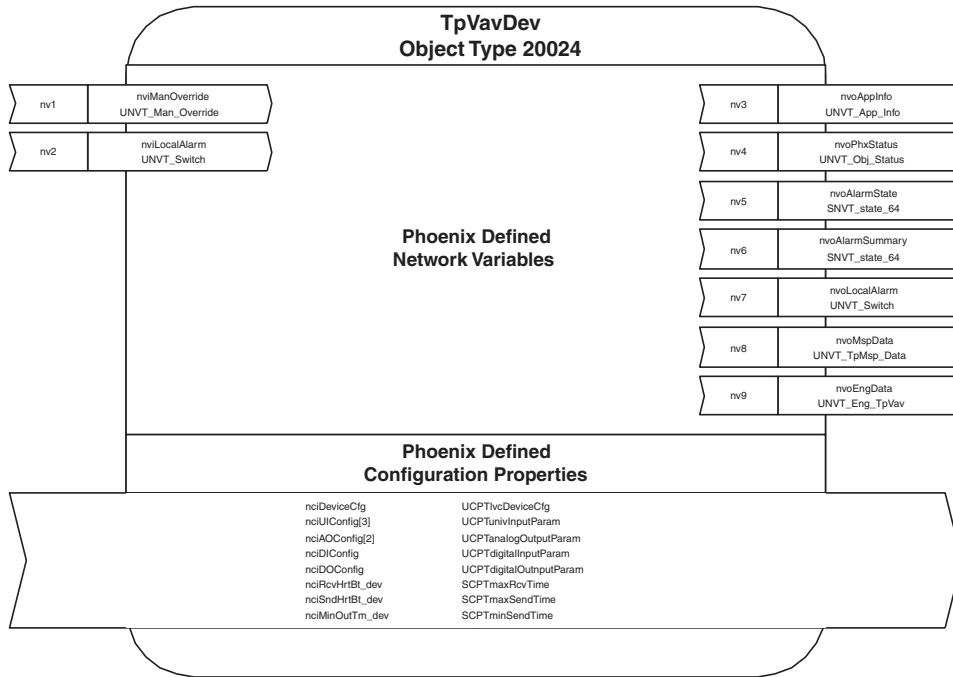 TpVavDev
Object Type 20024
nv1
nviManOverride
UNVT_Man_Override
nv2
nviLocalAlarm
UNVT_Switch
Phoenix Defined
Network Variables
nv3
nvoAppInfo
UNVT_App_Info
nv4
nvoPhxStatus
UNVT_Obj_Status
nv5
nvoAlarmState
SNVT_state_64
nv6
nvoAlarmSummary
SNVT_state_64
nv7
nvoLocalAlarm
UNVT_Switch
nv8
nvoMspData
UNVT_TpMsp_Data
nv9
nvoEngData
UNVT_Eng_TpVav
Phoenix Defined
Configuration Properties
nciDeviceCfg UCPTlvcDeviceCfg
nciUIConfig[3] UCPTunivInputParam
nciAOConfig[2] UCPTanalogOutputParam
nciDIConfig UCPTdigitalInputParam
nciDOConfig UCPTdigitalOutnputParam
nciRcvHrtBt_dev SCPTmaxRcvTime
nciSndHrtBt_dev SCPTmaxSendTime
nciMinOutTm_dev SCPTminSendTime